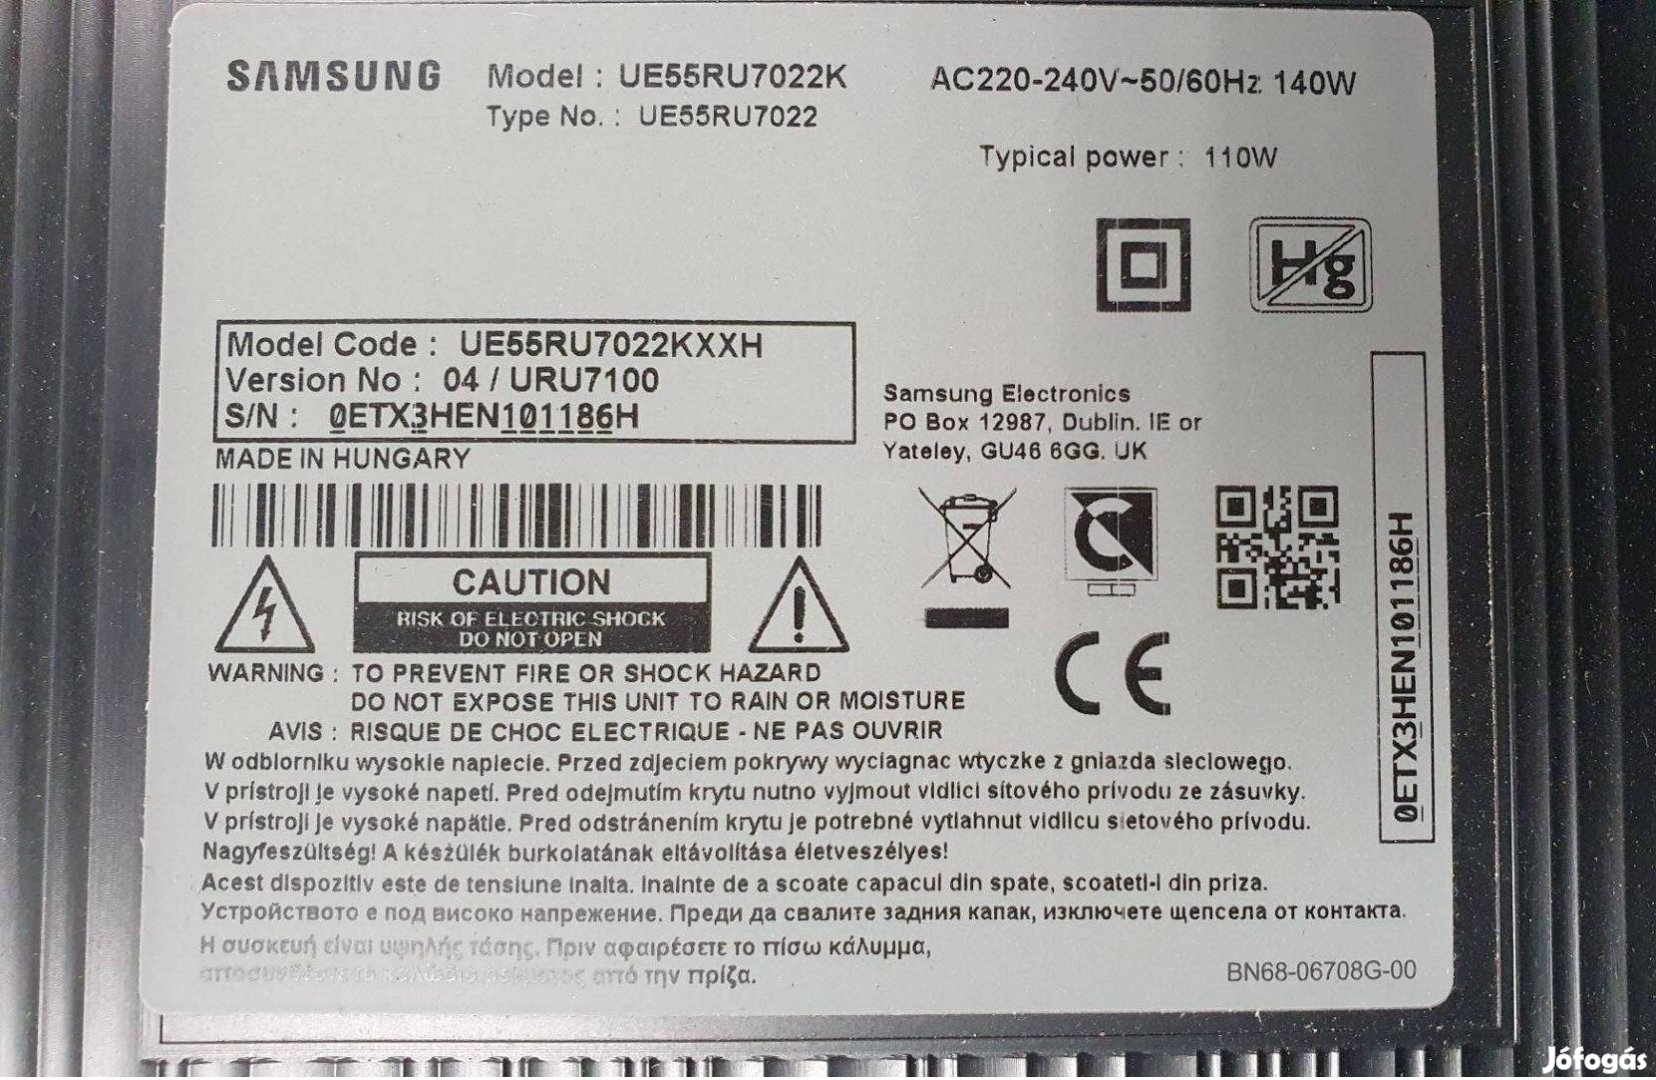 SAMSUNG Model : UE55RU7022K AC220-240V~50/60Hz 140W
Type No. : UE55RU7022
Typical power : 110W
Hg
Model Code : UE55RU7022KXXH
Version No : 04 / URU7100
S/N : 0ETX3HEN101186H
MADE IN HUNGARY
Samsung Electronics
PO Box 12987, Dublin. IE or
Yateley, GU46 6GG. UK
0ETX3HEN101186H
CAUTION
RISK OF ELECTRIC SHOCK
DO NOT OPEN
C
CE
WARNING : TO PREVENT FIRE OR SHOCK HAZARD
DO NOT EXPOSE THIS UNIT TO RAIN OR MOISTURE
AVIS : RISQUE DE CHOC ELECTRIQUE - NE PAS OUVRIR
W odbiorniku wysokie napiecie. Przed zdjeciem pokrywy wyciagnac wtyczke z gniazda sieciowego.
V prístroji je vysoké napetí. Pred odejmutím krytu nutno vyjmout vidlici sítového prívodu ze zásuvky.
V prístroji je vysoké napätie. Pred odstránením krytu je potrebné vytiahnut vidlicu sietového prívodu.
Nagyfeszültség! A készülék burkolatának eltávolítása életveszélyes!
Acest dispozitiv este de tensiune inalta. Inainte de a scoate capacul din spate, scoateti-l din priza.
Устройството е под високо напрежение. Преди да свалите задния капак, изключете щепсела от контакта.
Η συσκευή είναι υψηλής τάσης. Πριν αφαιρέσετε το πίσω κάλυμμα,
από την πρίζα.
BN68-06708G-00
Jófogás